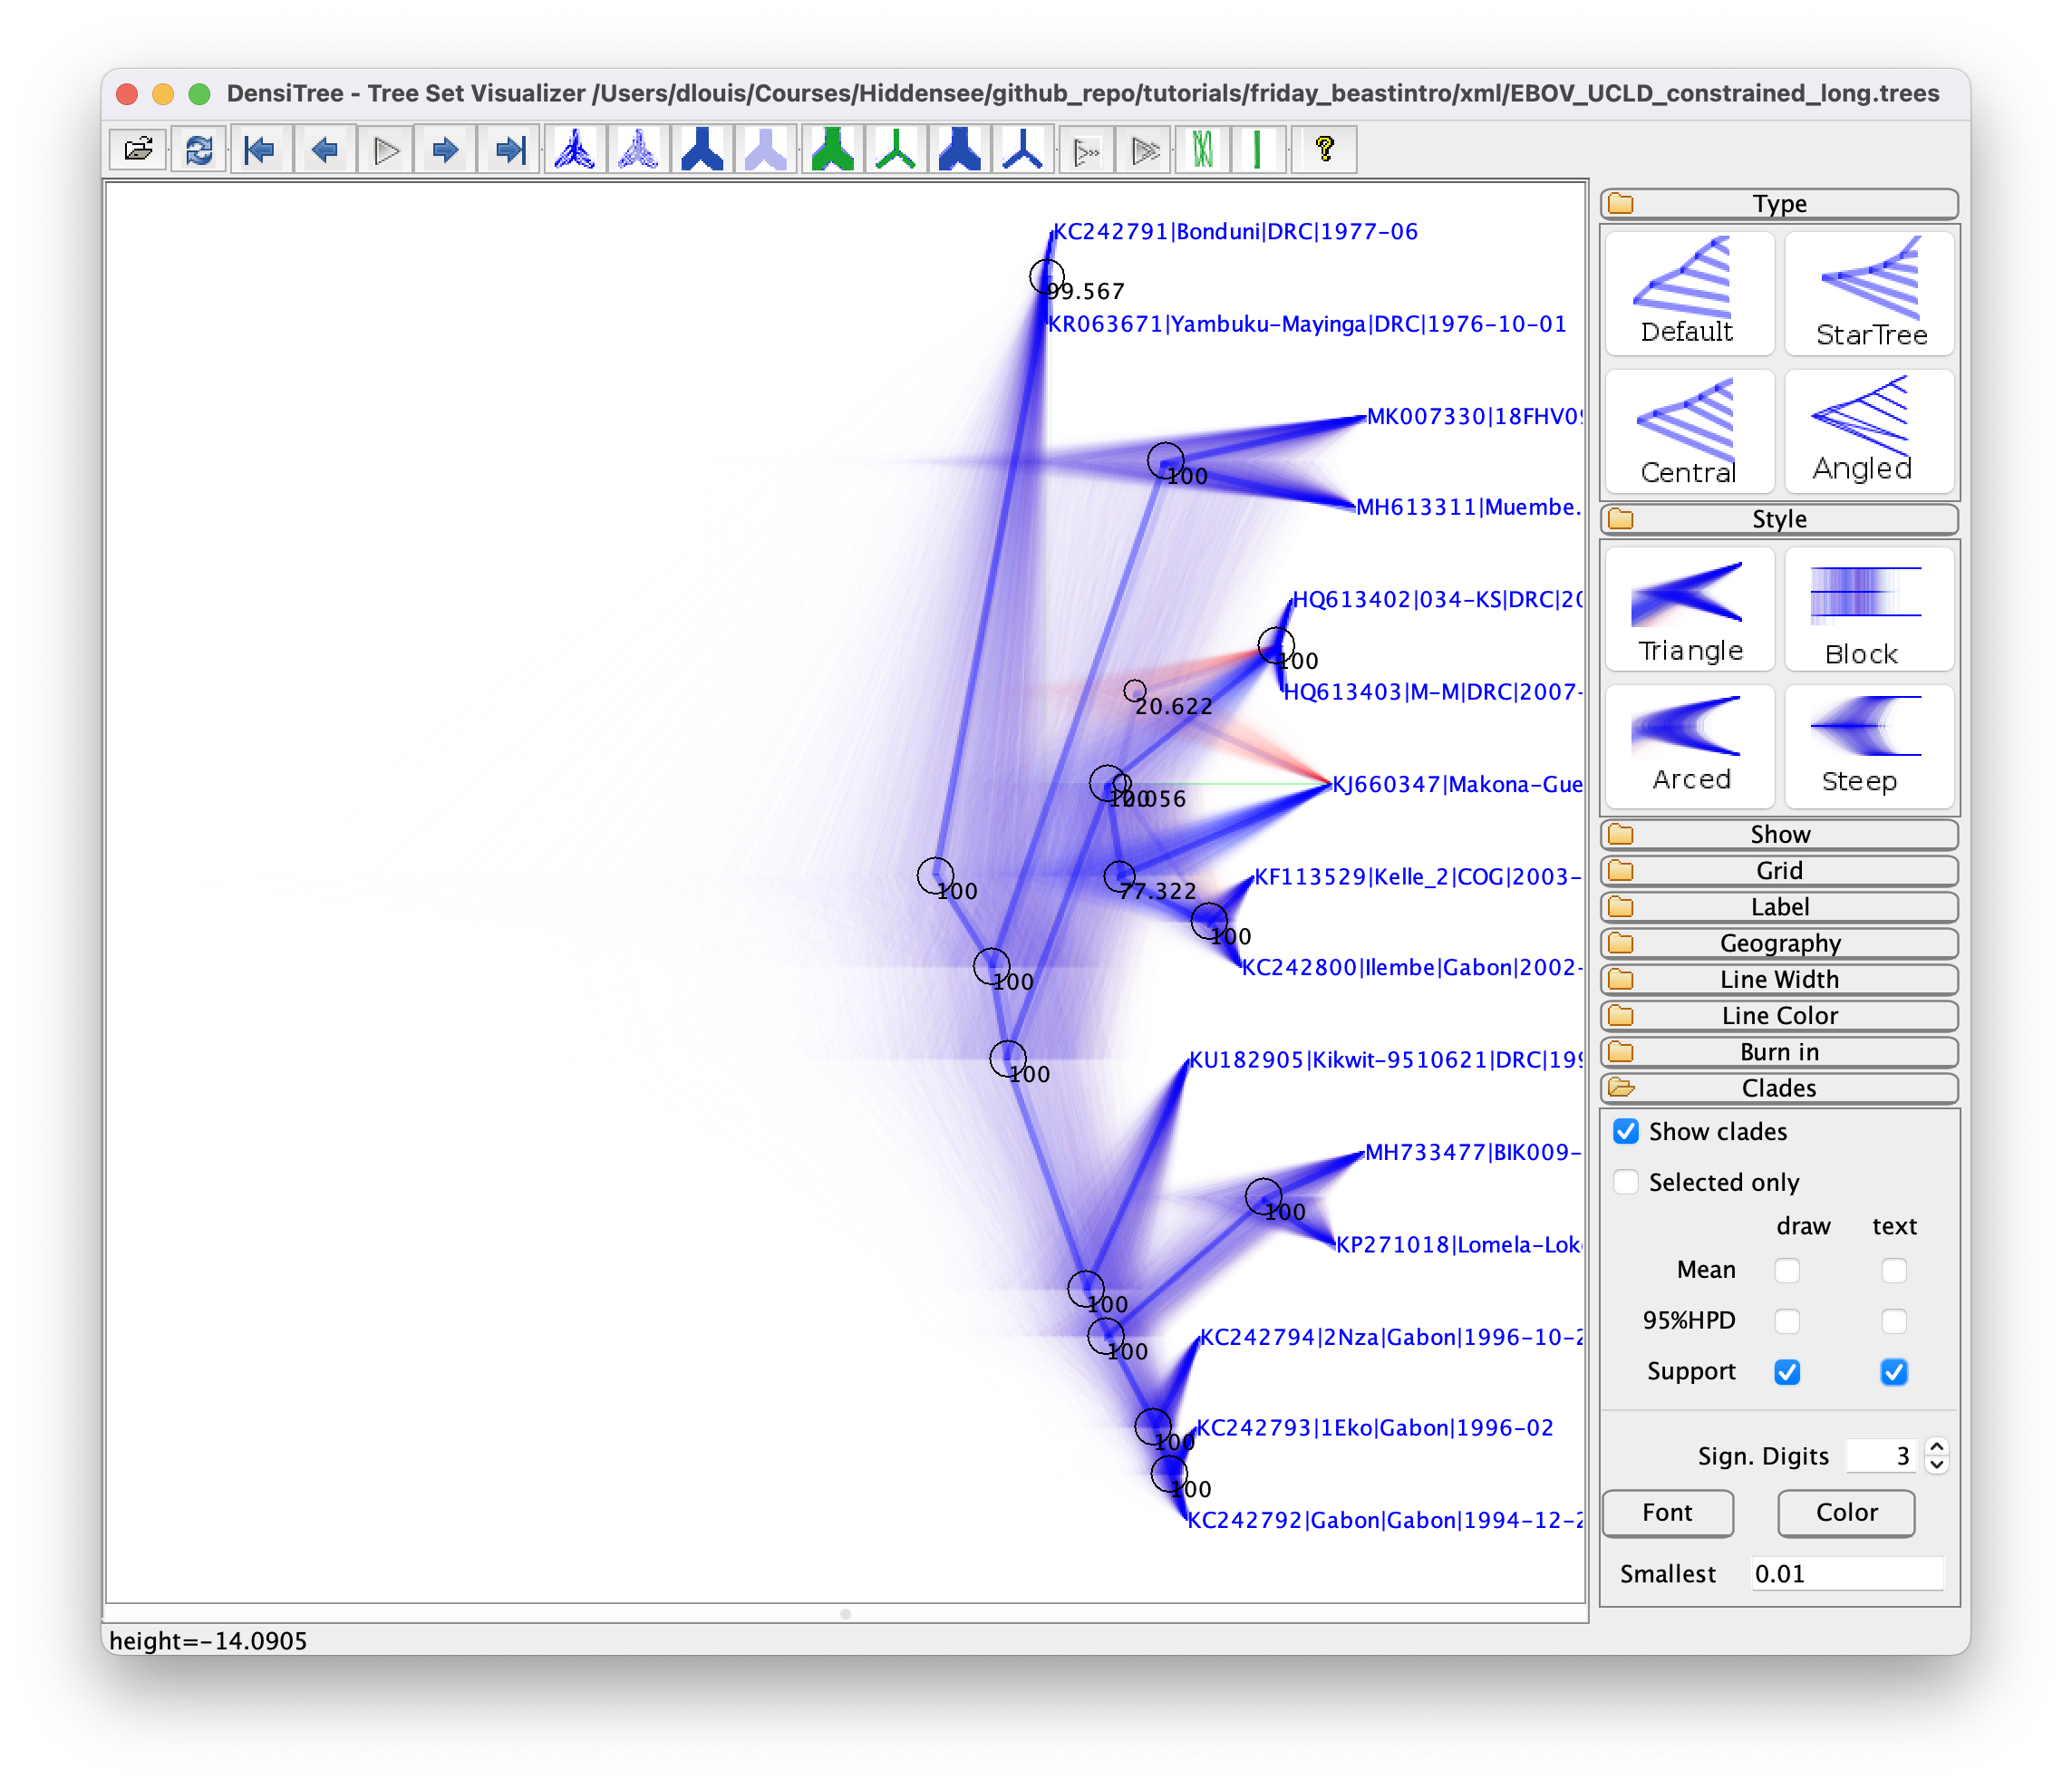 DensiTree - Tree Set Visualizer /Users/dlouis/Courses/Hiddensee/github_repo/tutorials/friday_beastintro/xml/EBOV_UCLD_constrained_long.trees
?
KC242791|Bonduni|DRC|1977-06
99.567
KR063671|Yambuku-Mayinga|DRC|1976-10-01
MK007330|18FHV09
100
MH613311|Muembe.
HQ613402|034-KS|DRC|20
100
HQ613403|M-M|DRC|2007-
20.622
KJ660347|Makona-Gue
100
2.056
KF113529|Kelle_2|COG|2003-
77.322
100
100
KC242800|Ilembe|Gabon|2002-
100
KU182905|Kikwit-9510621|DRC|199
100
MH733477|BIK009-
100
KP271018|Lomela-Lok
100
KC242794|2Nza|Gabon|1996-10-2
100
KC242793|1Eko|Gabon|1996-02
100
100
KC242792|Gabon|Gabon|1994-12-2
Type
Default
StarTree
Central
Angled
Style
Triangle
Block
Arced
Steep
Show
Grid
Label
Geography
Line Width
Line Color
Burn in
Clades
Show clades
Selected only
draw text
Mean
95%HPD
Support
Sign. Digits 3
Font Color
Smallest 0.01
height=-14.0905